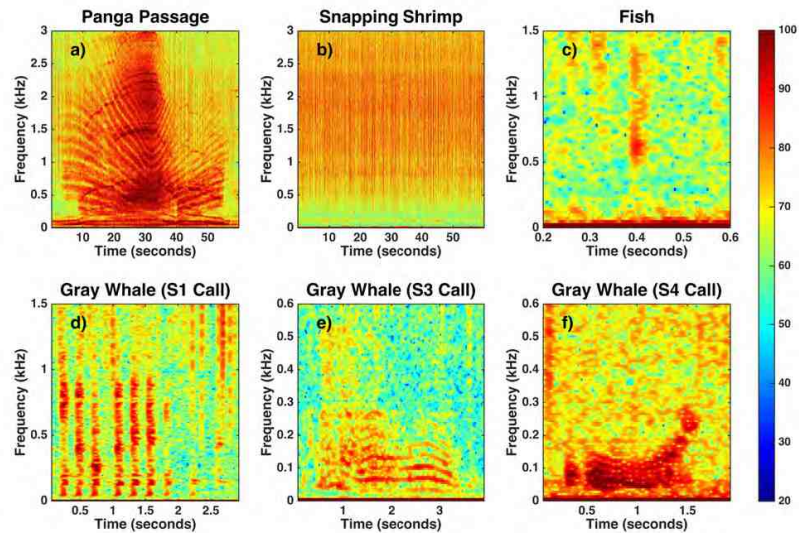 Panga Passage
a)
Frequency (kHz)
3
2.5
2
1.5
1
0.5
0
10 20 30 40 50
Time (seconds)
Snapping Shrimp
b)
Frequency (kHz)
3
2.5
2
1.5
1
0.5
0
10 20 30 40 50
Time (seconds)
Fish
c)
Frequency (kHz)
1.5
1
0.5
0
0.2 0.3 0.4 0.5 0.6
Time (seconds)
Gray Whale (S1 Call)
d)
Frequency (kHz)
1.5
1
0.5
0
0.5 1 1.5 2 2.5
Time (seconds)
Gray Whale (S3 Call)
e)
Frequency (kHz)
0.6
0.5
0.4
0.3
0.2
0.1
0
1 2 3
Time (seconds)
Gray Whale (S4 Call)
f)
Frequency (kHz)
0.6
0.5
0.4
0.3
0.2
0.1
0
0.5 1 1.5
Time (seconds)
100
90
80
70
60
50
40
30
20